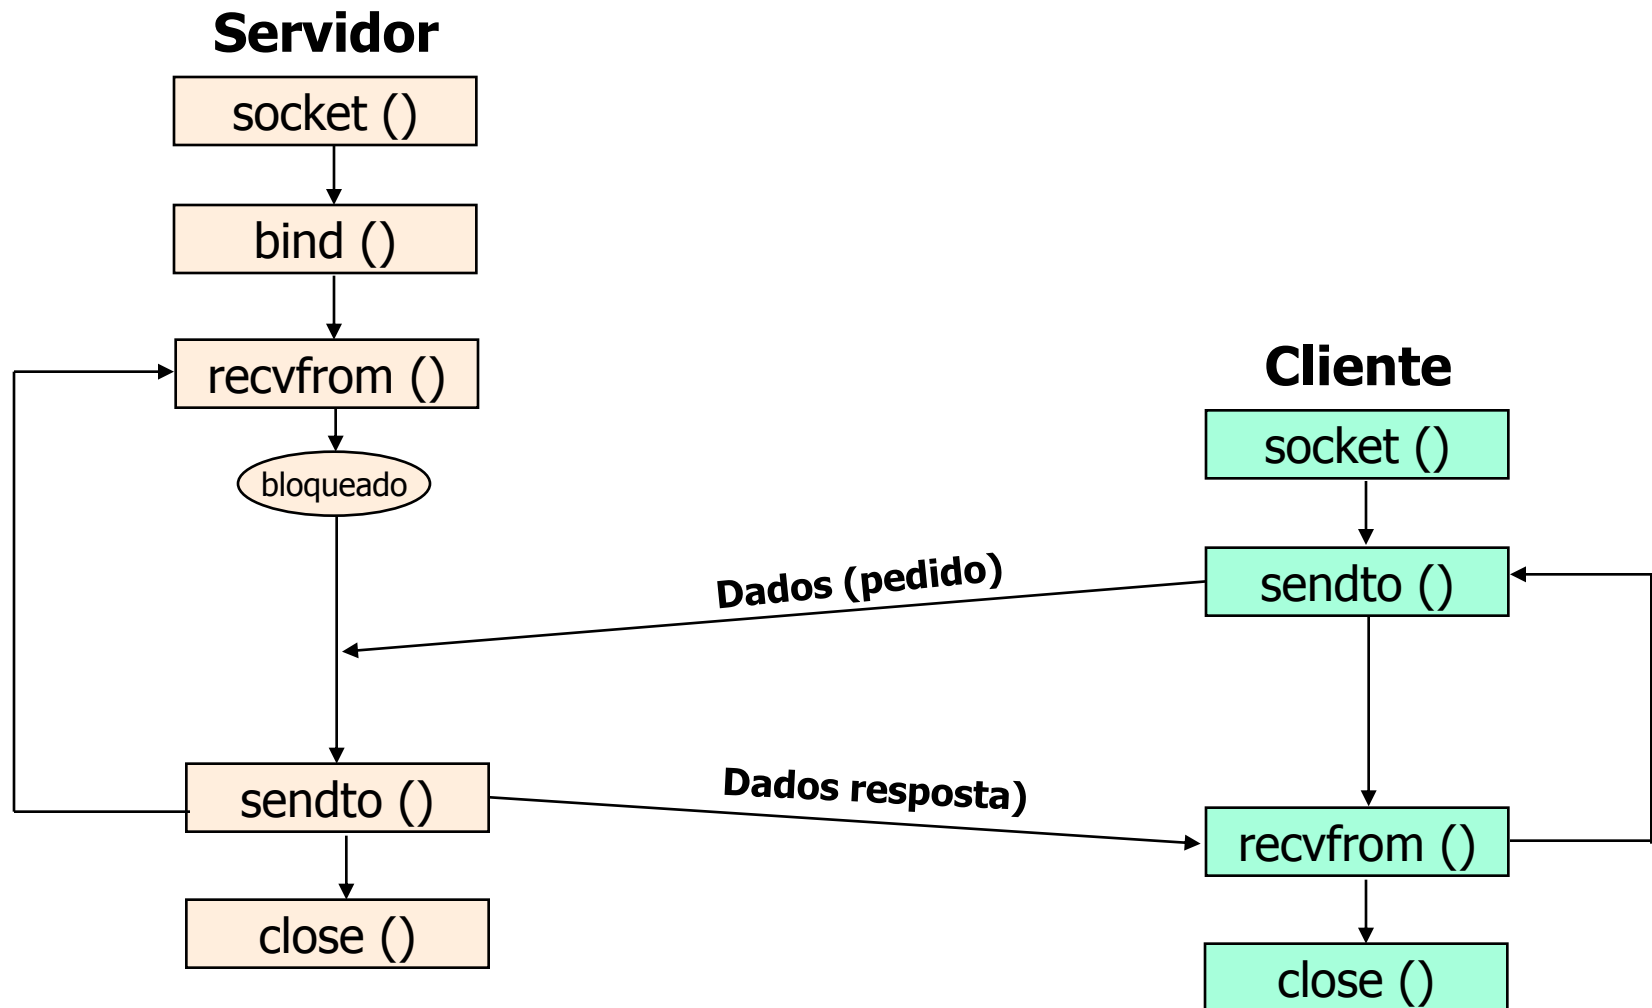 Servidor
socket ()
bind ()
recvfrom ()
bloqueado
sendto ()
close ()
Dados (pedido)
Dados resposta)
Cliente
socket ()
sendto ()
recvfrom ()
close ()